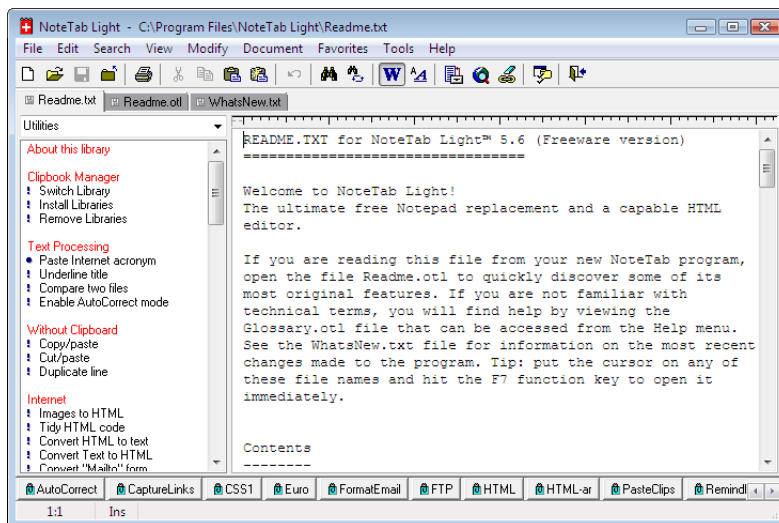 NoteTab Light - C:\Program Files\NoteTab Light\Readme.txt
File Edit Search View Modify Document Favorites Tools Help
Readme.txt Readme.otl WhatsNew.txt
Utilities
About this library
Clipbook Manager
Switch Library
Install Libraries
Remove Libraries
Text Processing
Paste Internet acronym
Underline title
Compare two files
Enable AutoCorrect mode
Without Clipboard
Copy/paste
Cut/paste
Duplicate line
Internet
Images to HTML
Tidy HTML code
Convert HTML to text
Convert Text to HTML
Convert "Mailto" form
README.TXT for NoteTab Light™ 5.6 (Freeware version)
==================================
Welcome to NoteTab Light!
The ultimate free Notepad replacement and a capable HTML
editor.
If you are reading this file from your new NoteTab program,
open the file Readme.otl to quickly discover some of its
most original features. If you are not familiar with
technical terms, you will find help by viewing the
Glossary.otl file that can be accessed from the Help menu.
See the WhatsNew.txt file for information on the most recent
changes made to the program. Tip: put the cursor on any of
these file names and hit the F7 function key to open it
immediately.
Contents
--------
AutoCorrect CaptureLinks CSS1 Euro FormatEmail FTP HTML HTML-ar PasteClips Remindl
1:1 Ins